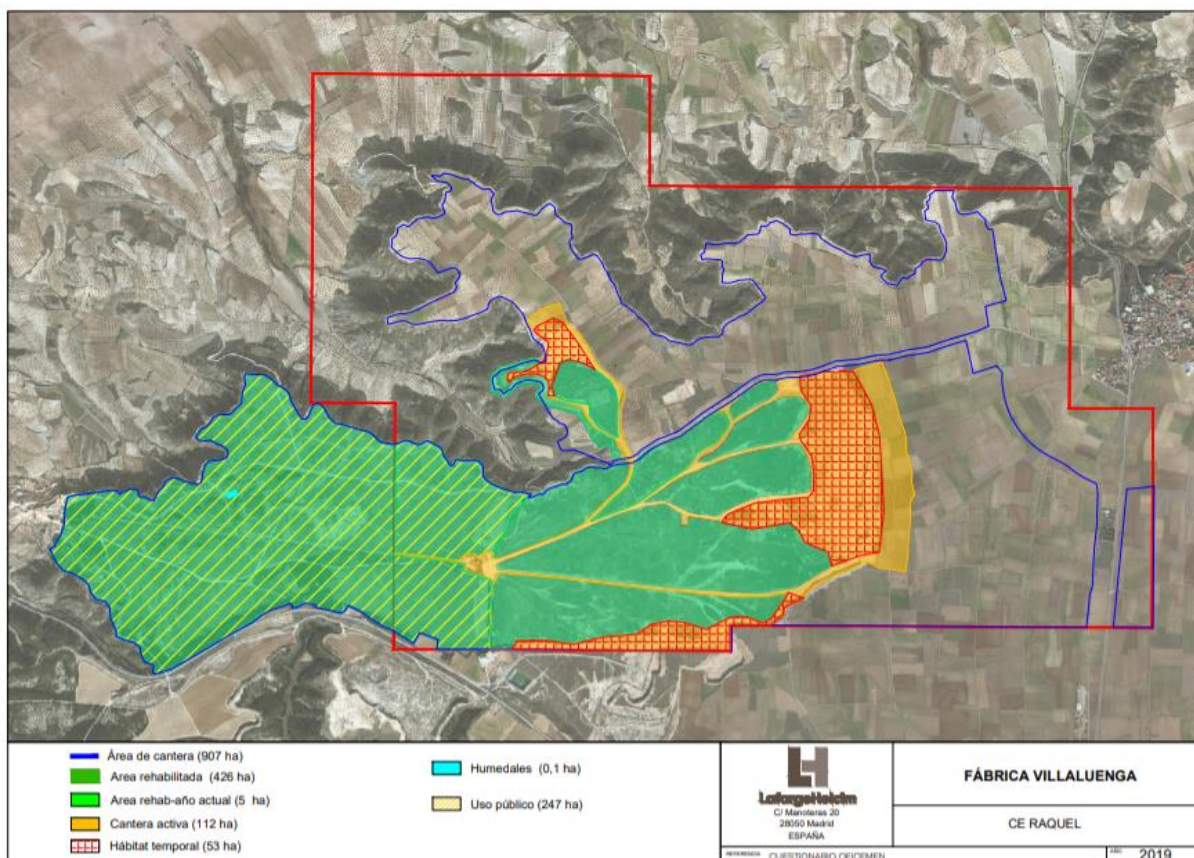 Área de cantera (907 ha)
Area rehabilitada (426 ha)
Area rehab-año actual (5 ha)
Cantera activa (112 ha)
Hábitat temporal (53 ha)
Humedales (0,1 ha)
Uso público (247 ha)
LafargeHolcim
C/ Manoteras 20
28050 Madrid
ESPAÑA
FÁBRICA VILLALUENGA
CE RAQUEL
REFERENCIA CUESTIONARIO OFICEMEN
AÑO 2019